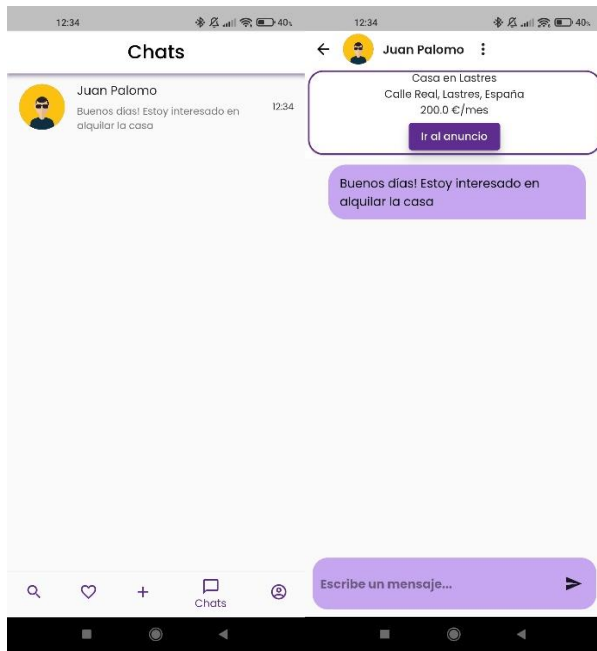 12:34
40%
Chats
Juan Palomo
Buenos días! Estoy interesado en
alquilar la casa
12:34
Chats
12:34
40%
Juan Palomo
Casa en Lastres
Calle Real, Lastres, España
200.0 €/mes
Ir al anuncio
Buenos días! Estoy interesado en
alquilar la casa
Escribe un mensaje...